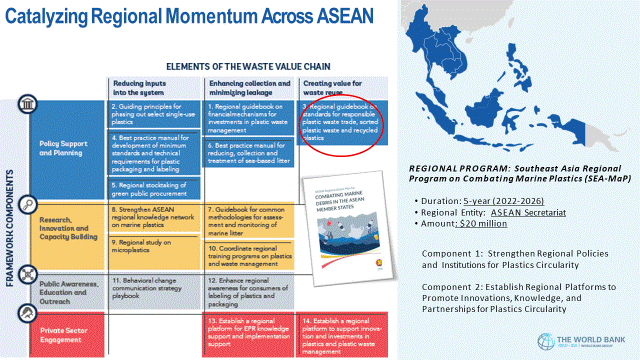 Catalyzing Regional Momentum Across ASEAN
ELEMENTS OF THE WASTE VALUE CHAIN
Reducing inputs
into the system
Enhancing collection and
minimizing leakage
Creating value for
waste reuse
FRAMEWORK COMPONENTS
Policy Support
and Planning
2. Guiding principles for
phasing out select single-use
plastics
4. Best practice manual for
development of minimum
standards and technical
requirements for plastic
packaging and labeling
5. Regional stocktaking of
green public procurement
1. Regional guidebook on
financial mechanisms for
investments in plastic waste
management
6. Best practice manual for
reducing, collection and
treatment of sea-based litter
3. Regional guidebook on
standards for responsible
plastic waste trade, sorted
plastic waste and recycled
plastics
Research,
Innovation and
Capacity Building
8. Strengthen ASEAN
regional knowledge network
on marine plastics
9. Regional study on
microplastics
7. Guidebook for common
methodologies for assess-
ment and monitoring of
marine litter
10. Coordinate regional
training programs on plastics
and waste management
Public Awareness,
Education and
Outreach
11. Behavioral change
communication strategy
playbook
12. Enhance regional
awareness for consumers of
labeling of plastics and
packaging
Private Sector
Engagement
13. Establish a regional
platform for EPR knowledge
support and implementation
support
14. Establish a regional
platform to support innova-
tion and investments in
plastics and plastic waste
management
COMBATING MARINE
DEBRIS IN THE ASEAN
MEMBER STATES
REGIONAL PROGRAM: Southeast Asia Regional
Program on Combating Marine Plastics (SEA-MaP)
• Duration: 5-year (2022-2026)
• Regional Entity: ASEAN Secretariat
• Amount: $20 million
Component 1: Strengthen Regional Policies
and Institutions for Plastics Circularity
Component 2: Establish Regional Platforms to
Promote Innovations, Knowledge, and
Partnerships for Plastics Circularity
THE WORLD BANK